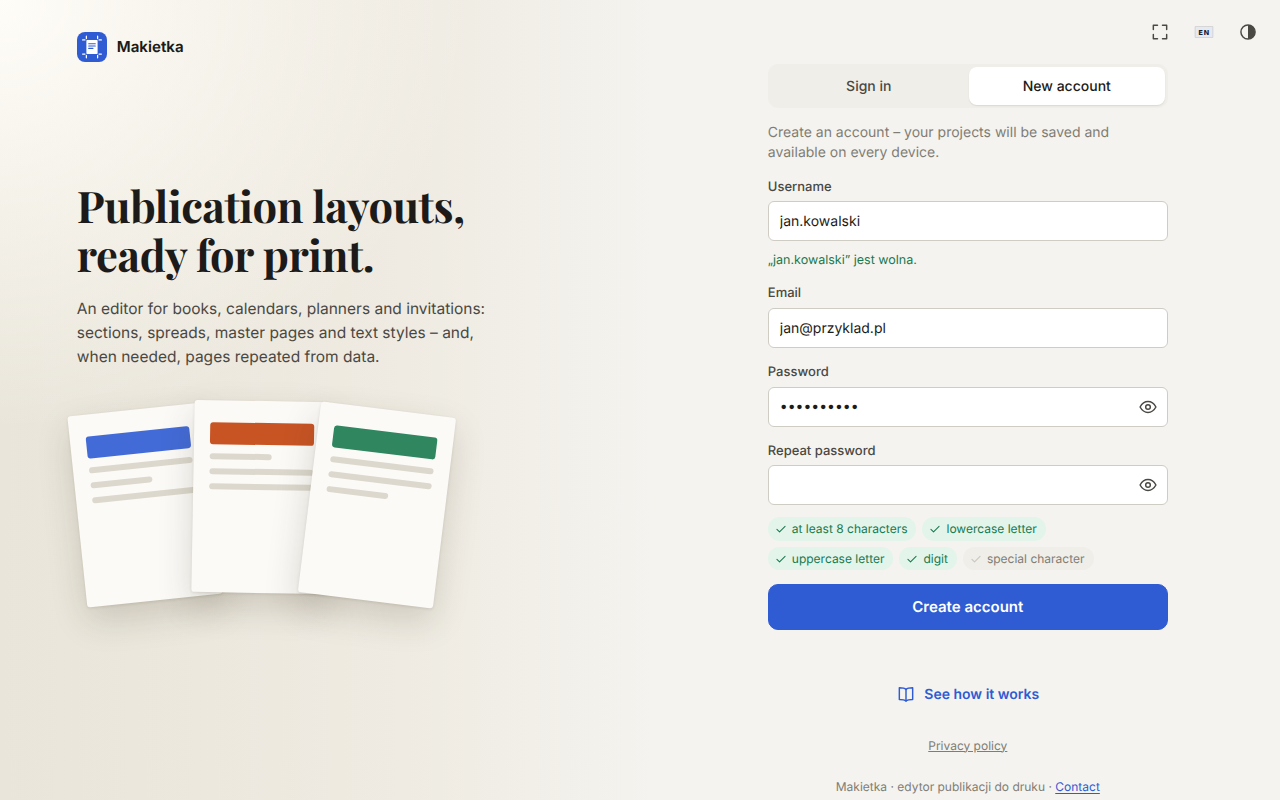 Makietka
EN
Sign in
New account
Create an account – your projects will be saved and
available on every device.
Publication layouts,
ready for print.
An editor for books, calendars, planners and invitations:
sections, spreads, master pages and text styles – and,
when needed, pages repeated from data.
Username
jan.kowalski
„jan.kowalski” jest wolna.
Email
jan@przyklad.pl
Password
••••••••••
Repeat password
at least 8 characters
lowercase letter
uppercase letter
digit
special character
Create account
See how it works
Privacy policy
Makietka · edytor publikacji do druku · Contact